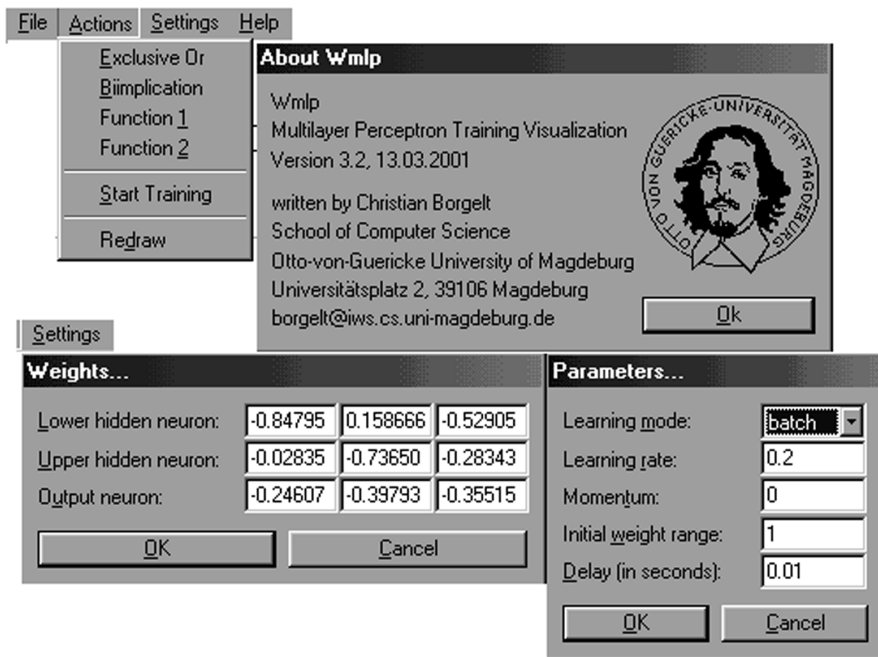 File Actions Settings Help
Exclusive Or
Biimplication
Function 1
Function 2
Start Training
Redraw
About Wmlp
Wmlp
Multilayer Perceptron Training Visualization
Version 3.2, 13.03.2001
written by Christian Borgelt
School of Computer Science
Otto-von-Guericke University of Magdeburg
Universitätsplatz 2, 39106 Magdeburg
borgelt@iws.cs.uni-magdeburg.de
OTTO VON GUERICKE-UNIVERSITÄT MAGDEBURG
Ok
Settings
Weights...
Lower hidden neuron: -0.84795 0.158666 -0.52905
Upper hidden neuron: -0.02835 -0.73650 -0.28343
Output neuron: -0.24607 -0.39793 -0.35515
OK Cancel
Parameters...
Learning mode: batch
Learning rate: 0.2
Momentum: 0
Initial weight range: 1
Delay (in seconds): 0.01
OK Cancel